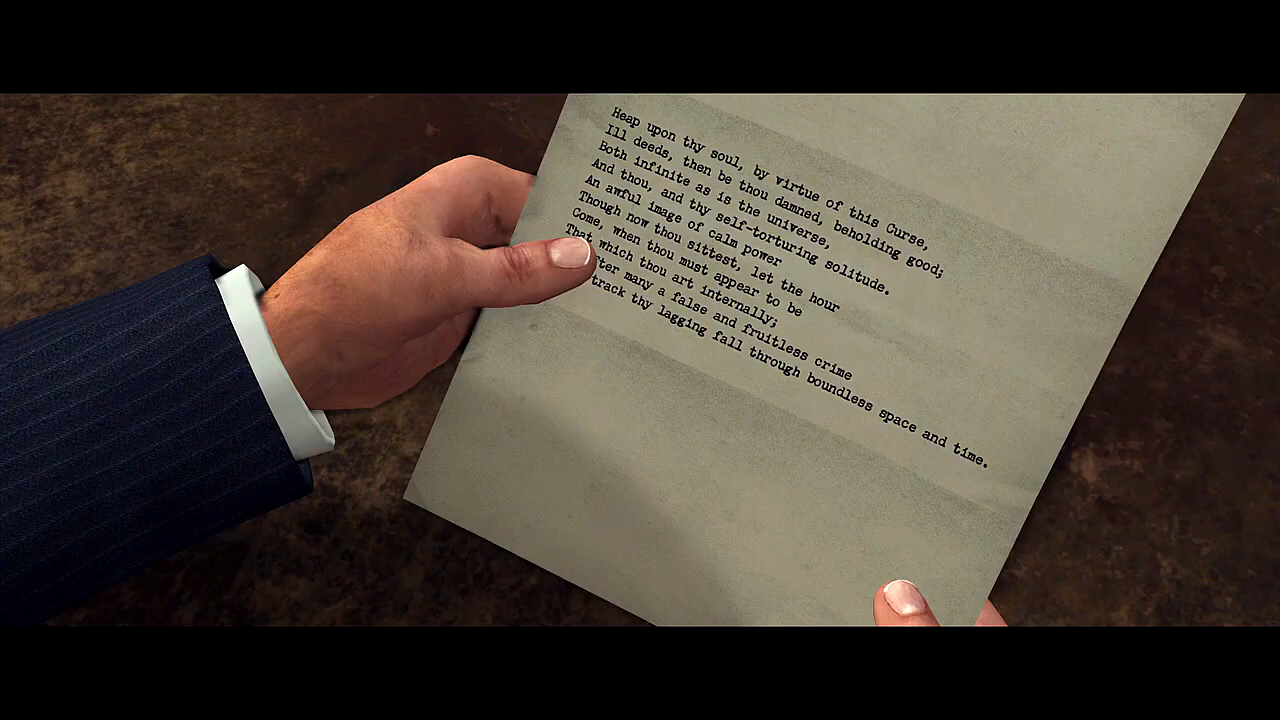 Heap upon thy soul, by virtue of this Curse,
Ill deeds, then be thou damned, beholding good;
Both infinite as is the universe,
And thou, and thy self-torturing solitude.
An awful image of calm power
Though now thou sittest, let the hour
Come, when thou must appear to be
That which thou art internally;
many a false and fruitless crime
track thy lagging fall through boundless space and time.